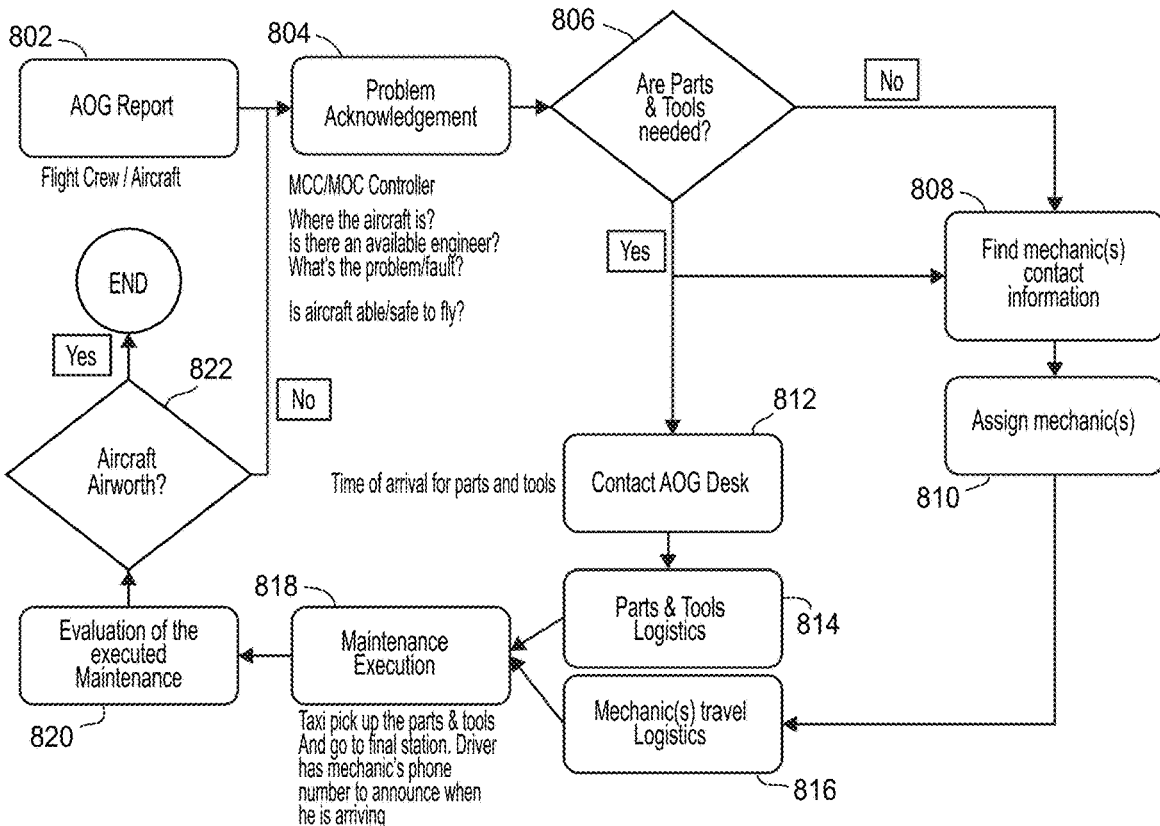 802
AOG Report
Flight Crew / Aircraft
804
Problem
Acknowledgement
MCC/MOC Controller
Where the aircraft is?
Is there an available engineer?
What's the problem/fault?
Is aircraft able/safe to fly?
806
Are Parts
& Tools
needed?
No
Yes
808
Find mechanic(s)
contact
information
Assign mechanic(s)
810
812
Time of arrival for parts and tools
Contact AOG Desk
Parts & Tools
Logistics
814
Mechanic(s) travel
Logistics
816
818
Maintenance
Execution
Taxi pick up the parts & tools
And go to final station. Driver
has mechanic's phone
number to announce when
he is arriving
Evaluation of the
executed
Maintenance
820
822
Aircraft
Airworth?
No
Yes
END